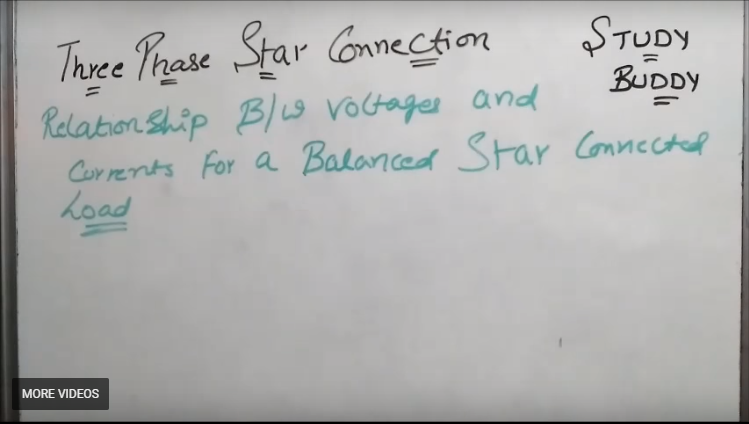 Three Phase Star Connection
STUDY
BUDDY
Relationship B/w voltages and
Currents for a Balanced Star Connected
Load
MORE VIDEOS